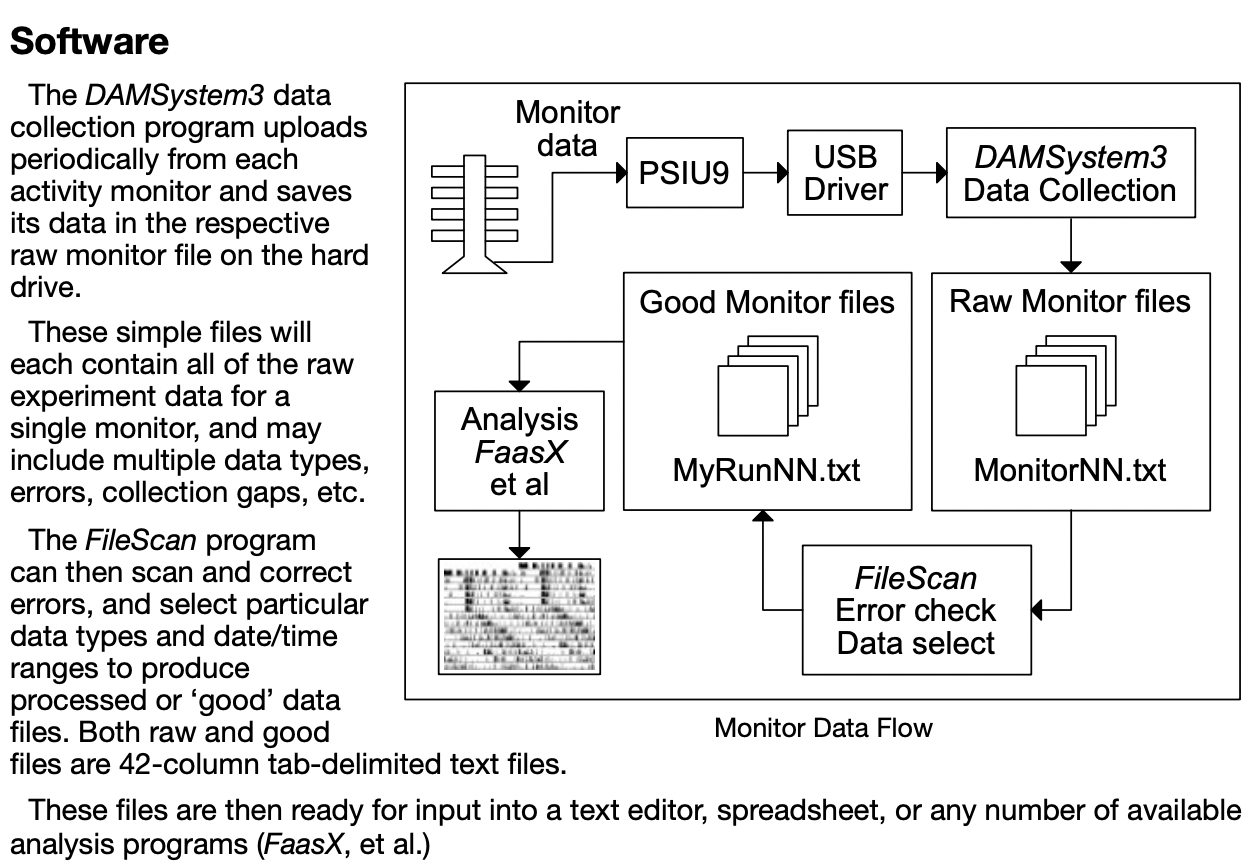 Software
The DAMSystem3 data
collection program uploads
periodically from each
activity monitor and saves
its data in the respective
raw monitor file on the hard
drive.
These simple files will
each contain all of the raw
experiment data for a
single monitor, and may
include multiple data types,
errors, collection gaps, etc.
The FileScan program
can then scan and correct
errors, and select particular
data types and date/time
ranges to produce
processed or ‘good’ data
files. Both raw and good
files are 42-column tab-delimited text files.
Monitor
data
PSIU9
USB
Driver
DAMSystem3
Data Collection
Raw Monitor files
MonitorNN.txt
FileScan
Error check
Data select
Good Monitor files
MyRunNN.txt
Analysis
FaasX
et al
Monitor Data Flow
These files are then ready for input into a text editor, spreadsheet, or any number of available
analysis programs (FaasX, et al.)